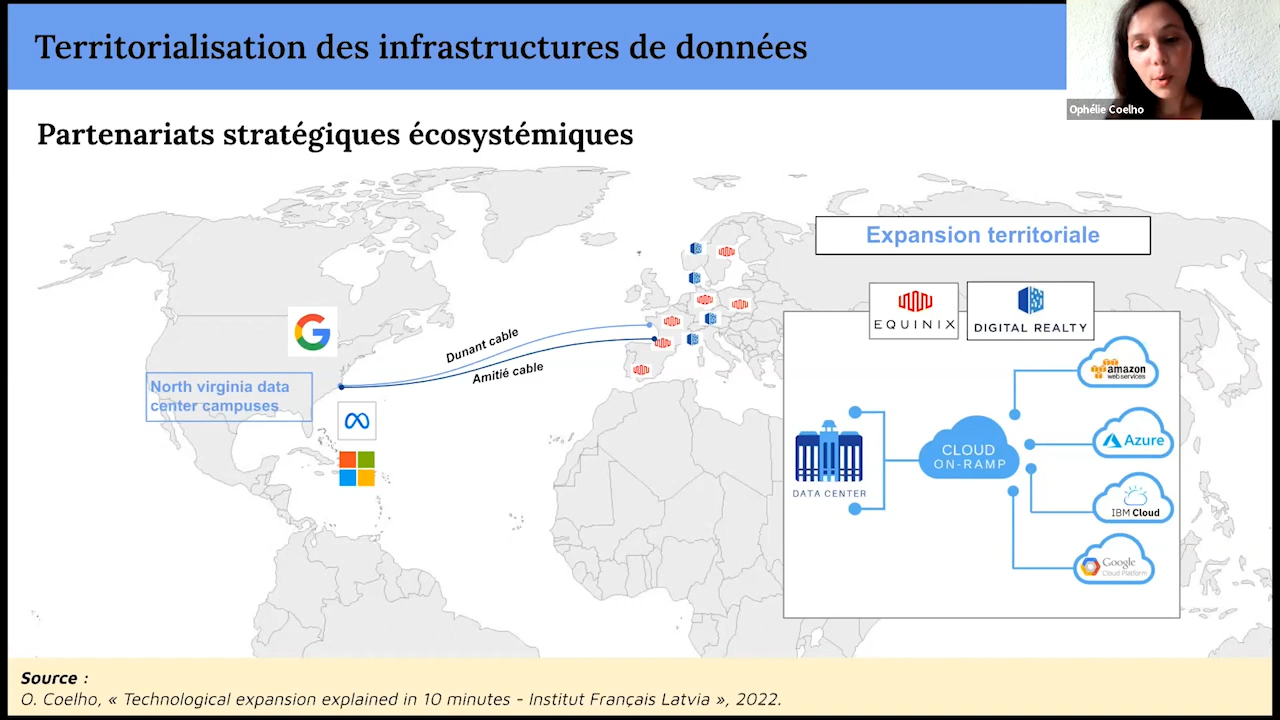 Territorialisation des infrastructures de données
Ophélie Coelho
Partenariats stratégiques écosystémiques
Expansion territoriale
EQUINIX
DIGITAL REALTY
Dunant cable
Amitié cable
North virginia data
center campuses
amazon
webservices
Azure
CLOUD
ON-RAMP
DATA CENTER
IBM Cloud
Google
Cloud Platform
Source :
O. Coelho, « Technological expansion explained in 10 minutes - Institut Français Latvia », 2022.